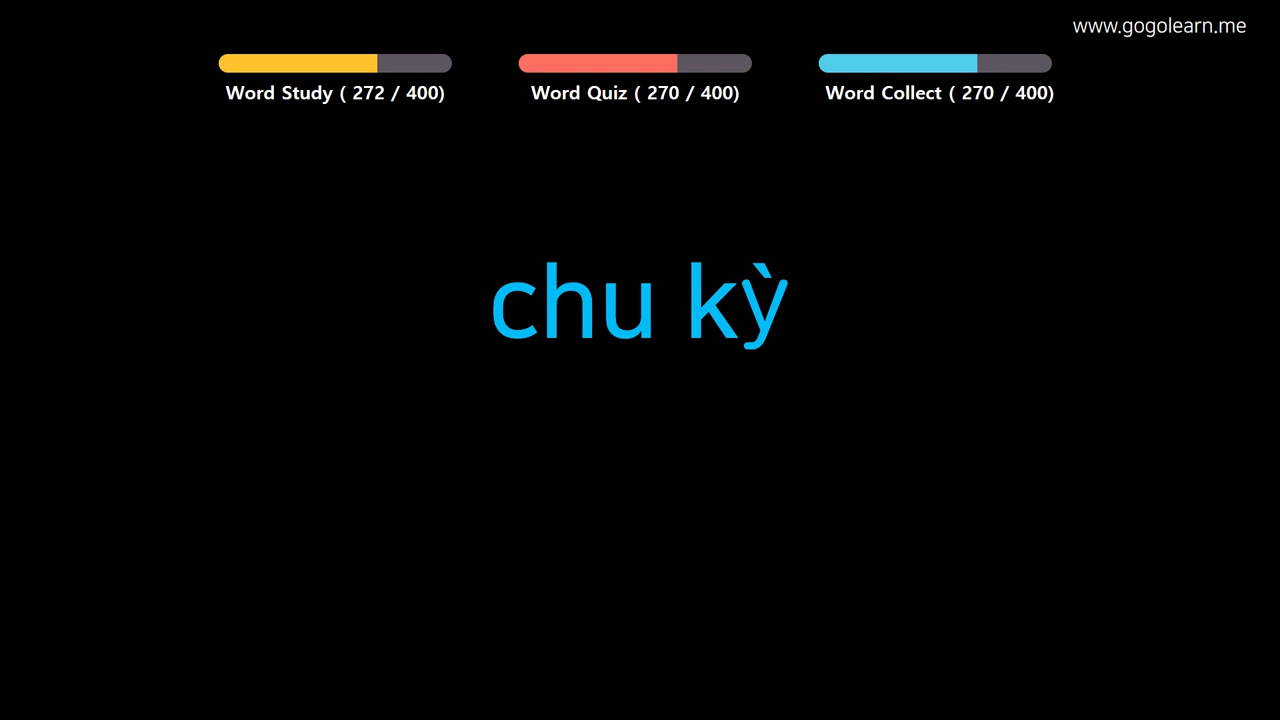 www.gogolearn.me
Word Study ( 272 / 400)
Word Quiz ( 270 / 400)
Word Collect ( 270 / 400)
chu kỳ